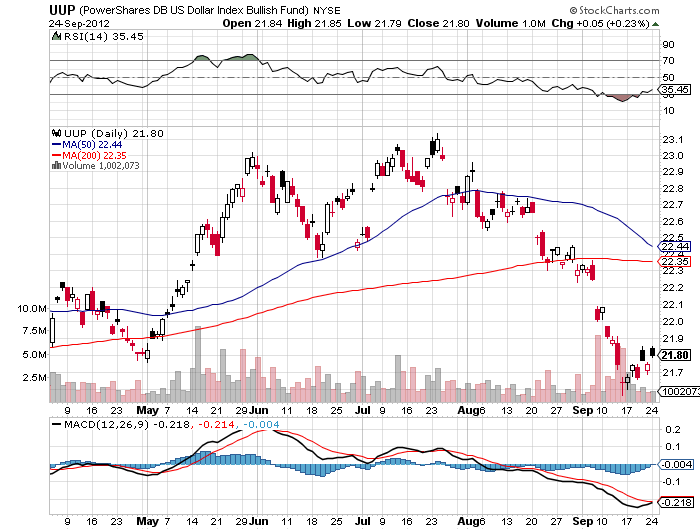 UUP (PowerShares DB US Dollar Index Bullish Fund) NYSE
© StockCharts.com
24-Sep-2012
Open 21.84 High 21.85 Low 21.79 Close 21.80 Volume 1.0M Chg +0.05 (+0.23%)
RSI(14) 35.45
90
70
50
35.45
30
10
UUP (Daily) 21.80
MA(50) 22.44
MA(200) 22.35
Volume 1,002,073
23.1
23.0
22.9
22.8
22.7
22.6
22.5
22.44
22.35
22.3
22.2
22.1
22.0
21.9
21.80
21.7
1002073
10.0M
7.5M
5.0M
2.5M
9 16 23 May 7 14 21 29 Jun 11 18 25 Jul 9 16 23 Aug 6 13 20 27 Sep 10 17 24
MACD(12,26,9) -0.218, -0.214, -0.004
0.2
0.1
-0.004
-0.1
-0.218
9 16 23 May 7 14 21 29 Jun 11 18 25 Jul 9 16 23 Aug 6 13 20 27 Sep 10 17 24